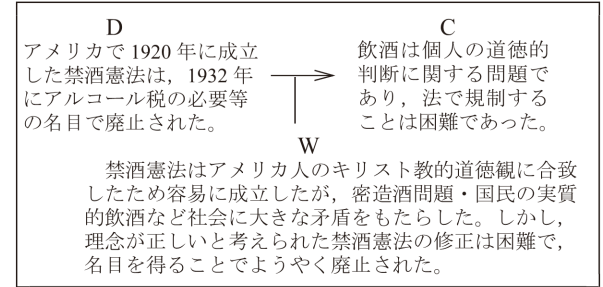 D
アメリカで 1920 年に成立
した禁酒憲法は，1932 年
にアルコール税の必要等
の名目で廃止された。
C
飲酒は個人の道徳的
判断に関する問題で
あり，法で規制する
ことは困難であった。
W
禁酒憲法はアメリカ人のキリスト教的道徳観に合致
したため容易に成立したが，密造酒問題・国民の実質
的飲酒など社会に大きな矛盾をもたらした。しかし，
理念が正しいと考えられた禁酒憲法の修正は困難で，
名目を得ることでようやく廃止された。